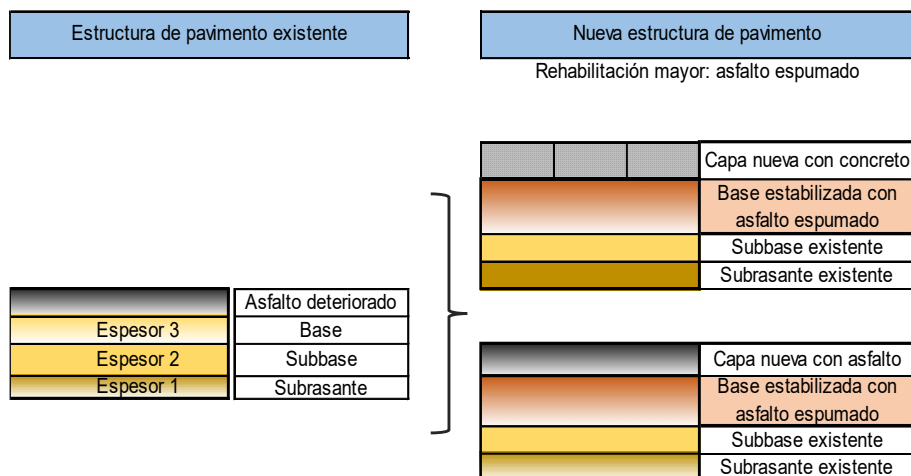 Estructura de pavimento existente
Nueva estructura de pavimento
Rehabilitación mayor: asfalto espumado
Capa nueva con concreto
Base estabilizada con
asfalto espumado
Subbase existente
Subrasante existente
Asfalto deteriorado
Espesor 3
Base
Espesor 2
Subbase
Espesor 1
Subrasante
Capa nueva con asfalto
Base estabilizada con
asfalto espumado
Subbase existente
Subrasante existente